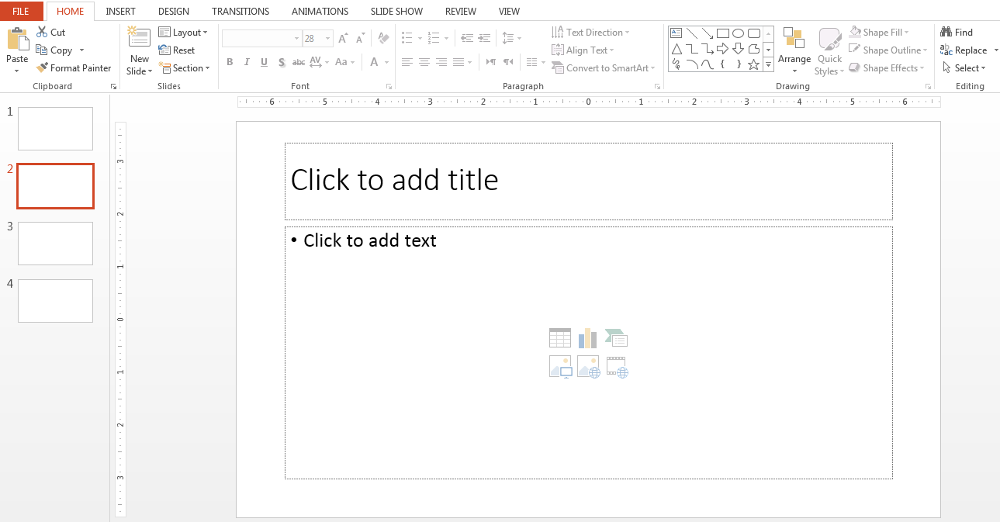 FILE HOME INSERT DESIGN TRANSITIONS ANIMATIONS SLIDE SHOW REVIEW VIEW
Paste
Cut
Copy
Format Painter
Clipboard
New
Slide
Layout
Reset
Section
Slides
28
B I U S abc AV Aa A
Font
Text Direction
Align Text
Convert to SmartArt
Paragraph
Arrange
Quick
Styles
Shape Fill
Shape Outline
Shape Effects
Drawing
Find
Replace
Select
Editing
6 5 4 3 2 1 0 1 2 3 4 5 6
1
2
3
4
3
2
1
0
1
2
3
Click to add title
• Click to add text